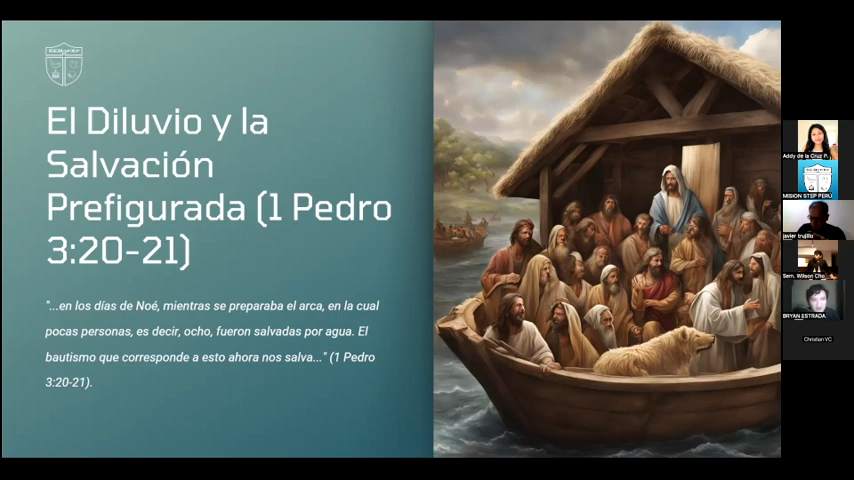 El Diluvio y la
Salvación
Prefigurada (1 Pedro
3:20-21)
"...en los días de Noé, mientras se preparaba el arca, en la cual
pocas personas, es decir, ocho, fueron salvadas por agua. El
bautismo que corresponde a esto ahora nos salva..." (1 Pedro
3:20-21).
Addy de la Cruz P.
MISION STEP PERÚ
javier trujillo
Sem. Wilson Cho
BRYAN ESTRADA
Christian VC